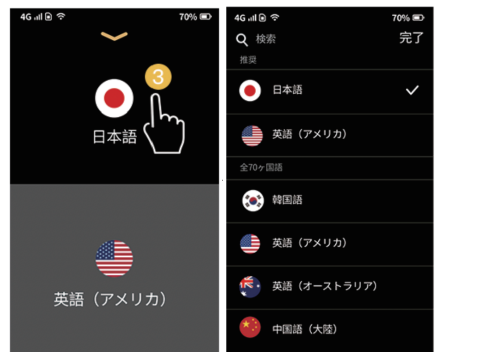 4G 70%
3
日本語
英語（アメリカ）
4G 70%
検索 完了
推奨
日本語
英語（アメリカ）
全70ヶ国語
韓国語
英語（アメリカ）
英語（オーストラリア）
中国語（大陸）